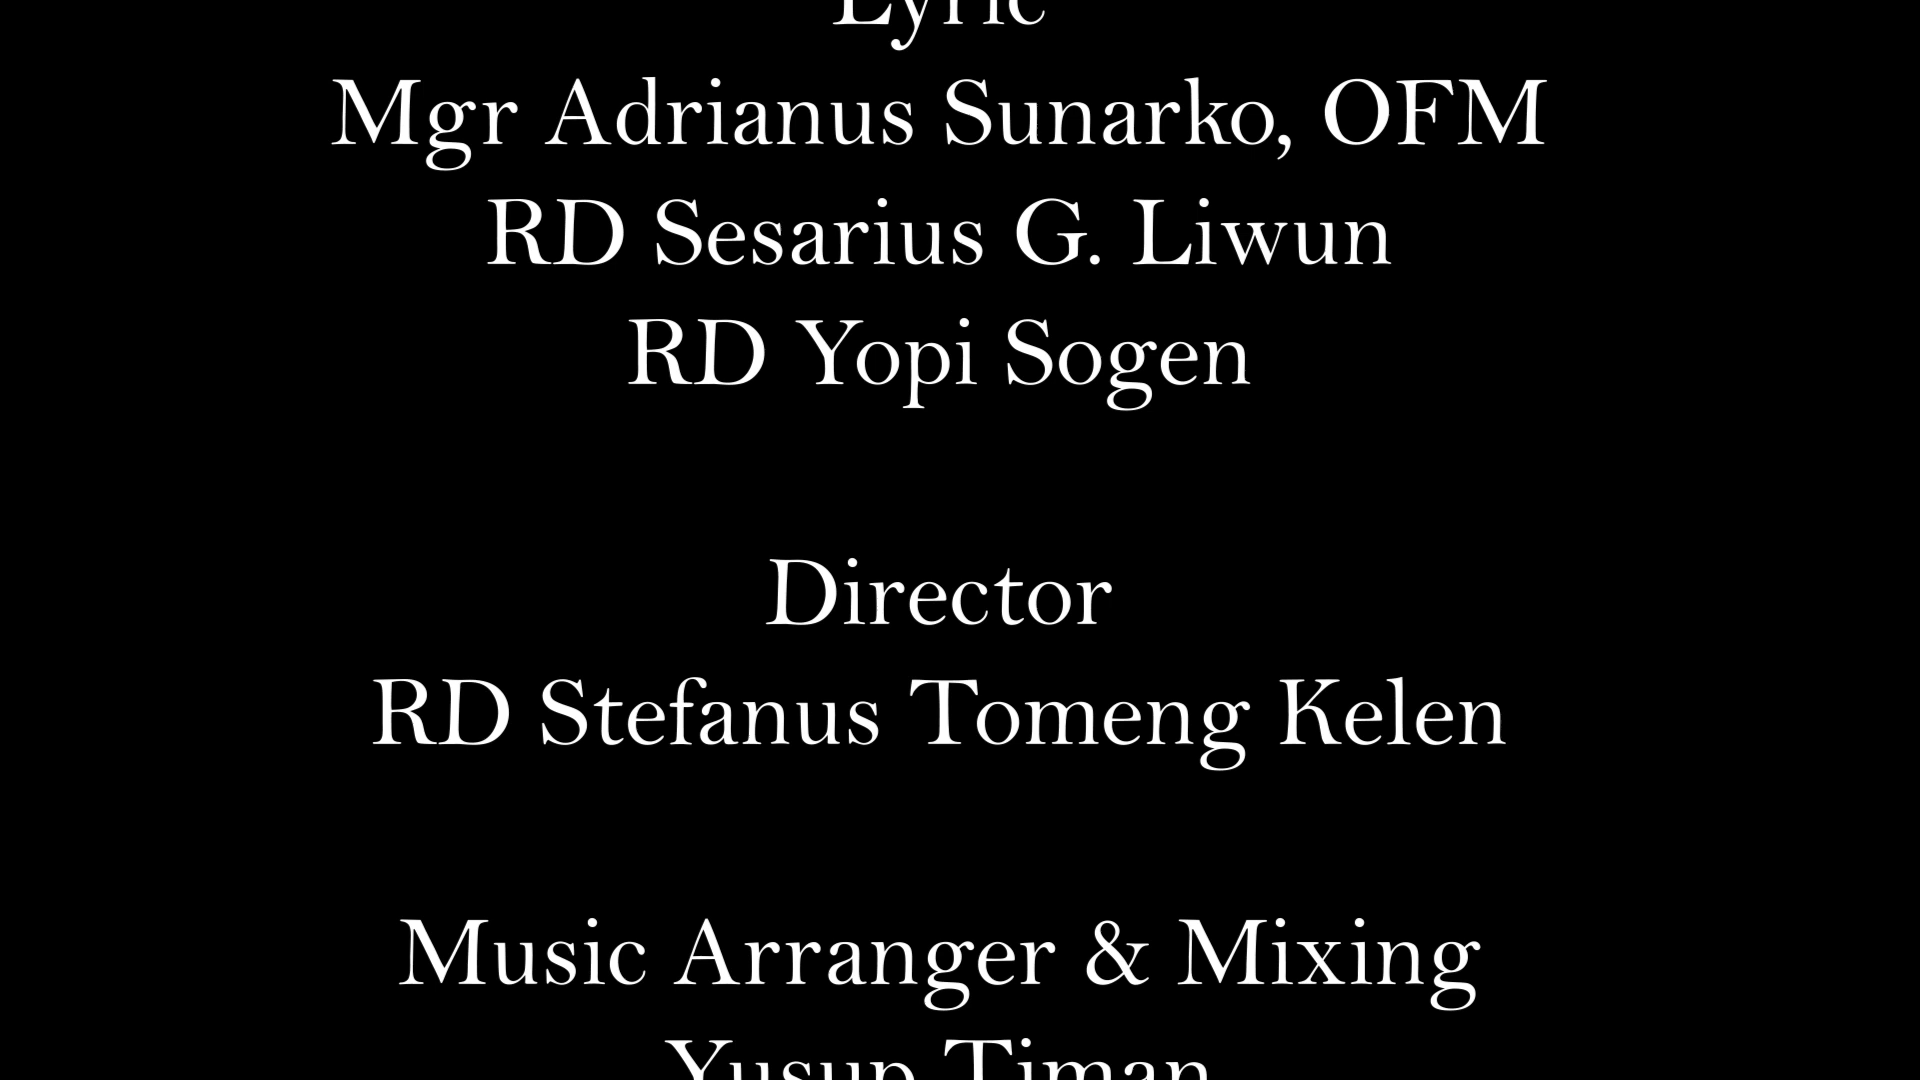 Lyric
Mgr Adrianus Sunarko, OFM
RD Sesarius G. Liwun
RD Yopi Sogen
Director
RD Stefanus Tomeng Kelen
Music Arranger & Mixing
Yusup Timan